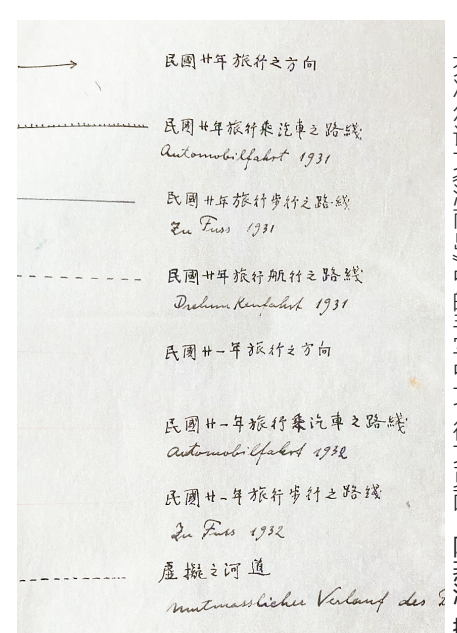 民國廿年旅行之方向
民國廿年旅行乘汽車之路綫
Automobilfahrt 1931
民國廿年旅行步行之路綫
Zu Fuss 1931
民國廿年旅行航行之路綫
1931
民國廿一年旅行之方向
民國廿一年旅行乘汽車之路綫
Automobilfahrt 1932
民國廿一年旅行步行之路綫
Zu Fuss 1932
虛擬之河道
mutmasslicher Verlauf des